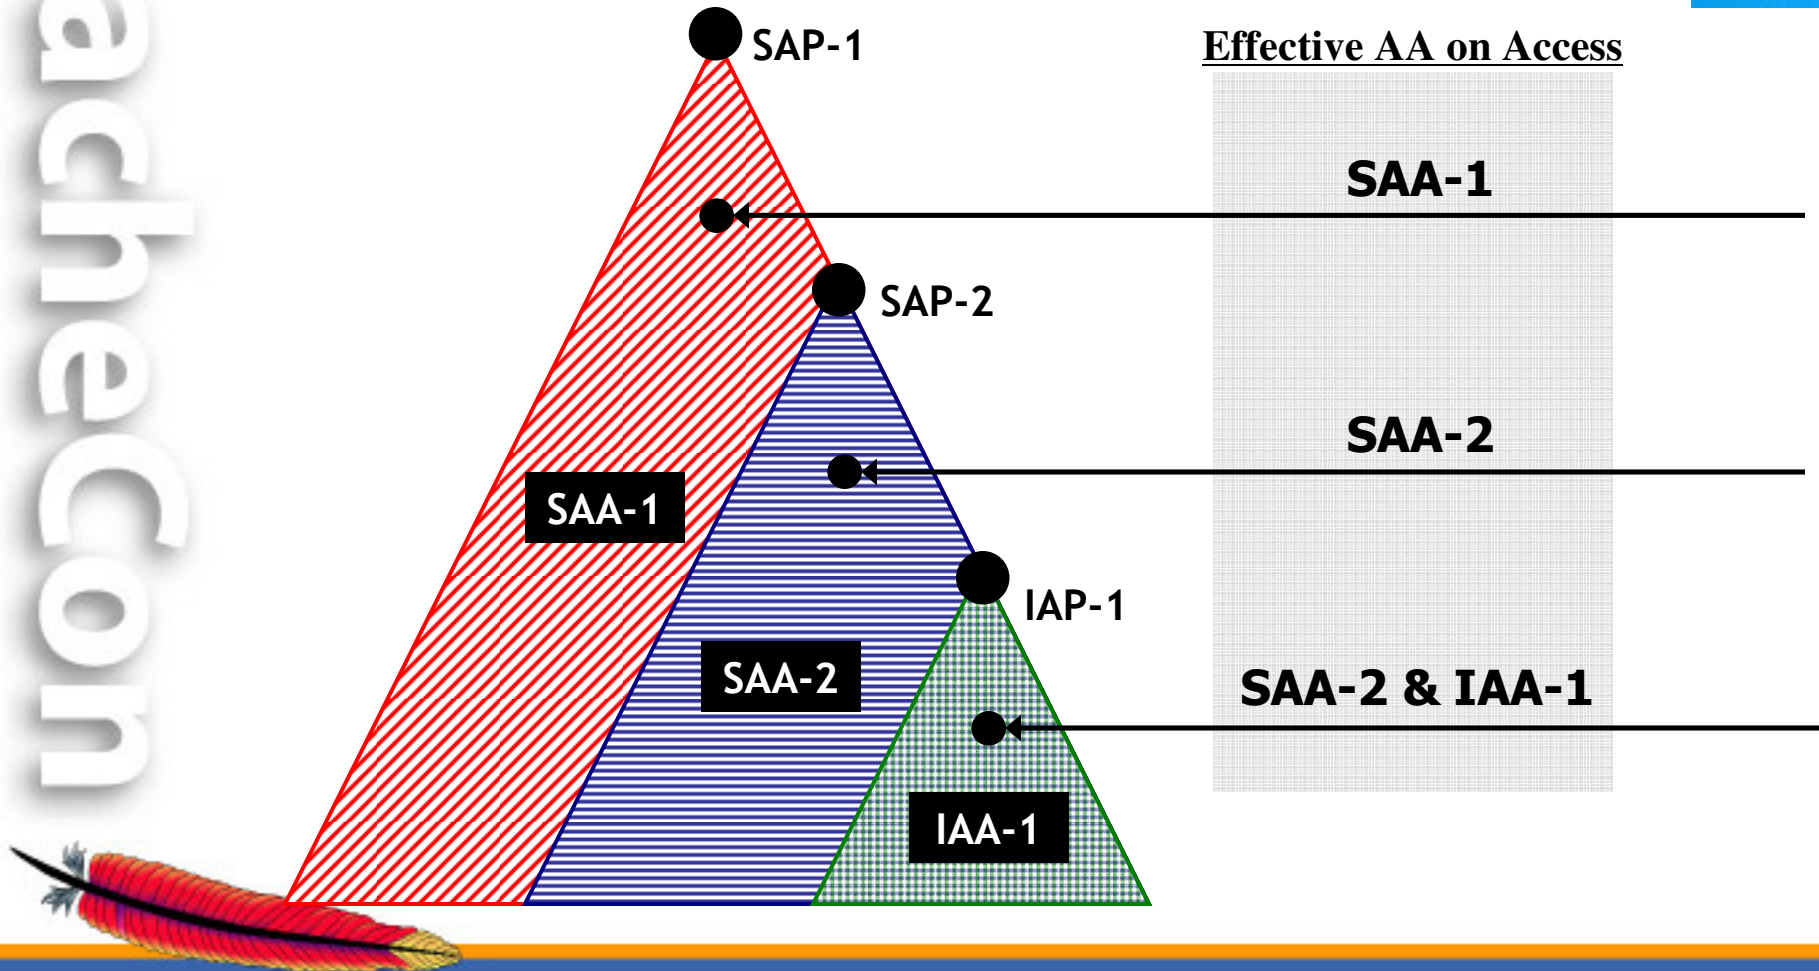 acheCon
SAP-1
Effective AA on Access
SAA-1
SAP-2
SAA-2
SAA-1
IAP-1
SAA-2
SAA-2 & IAA-1
IAA-1